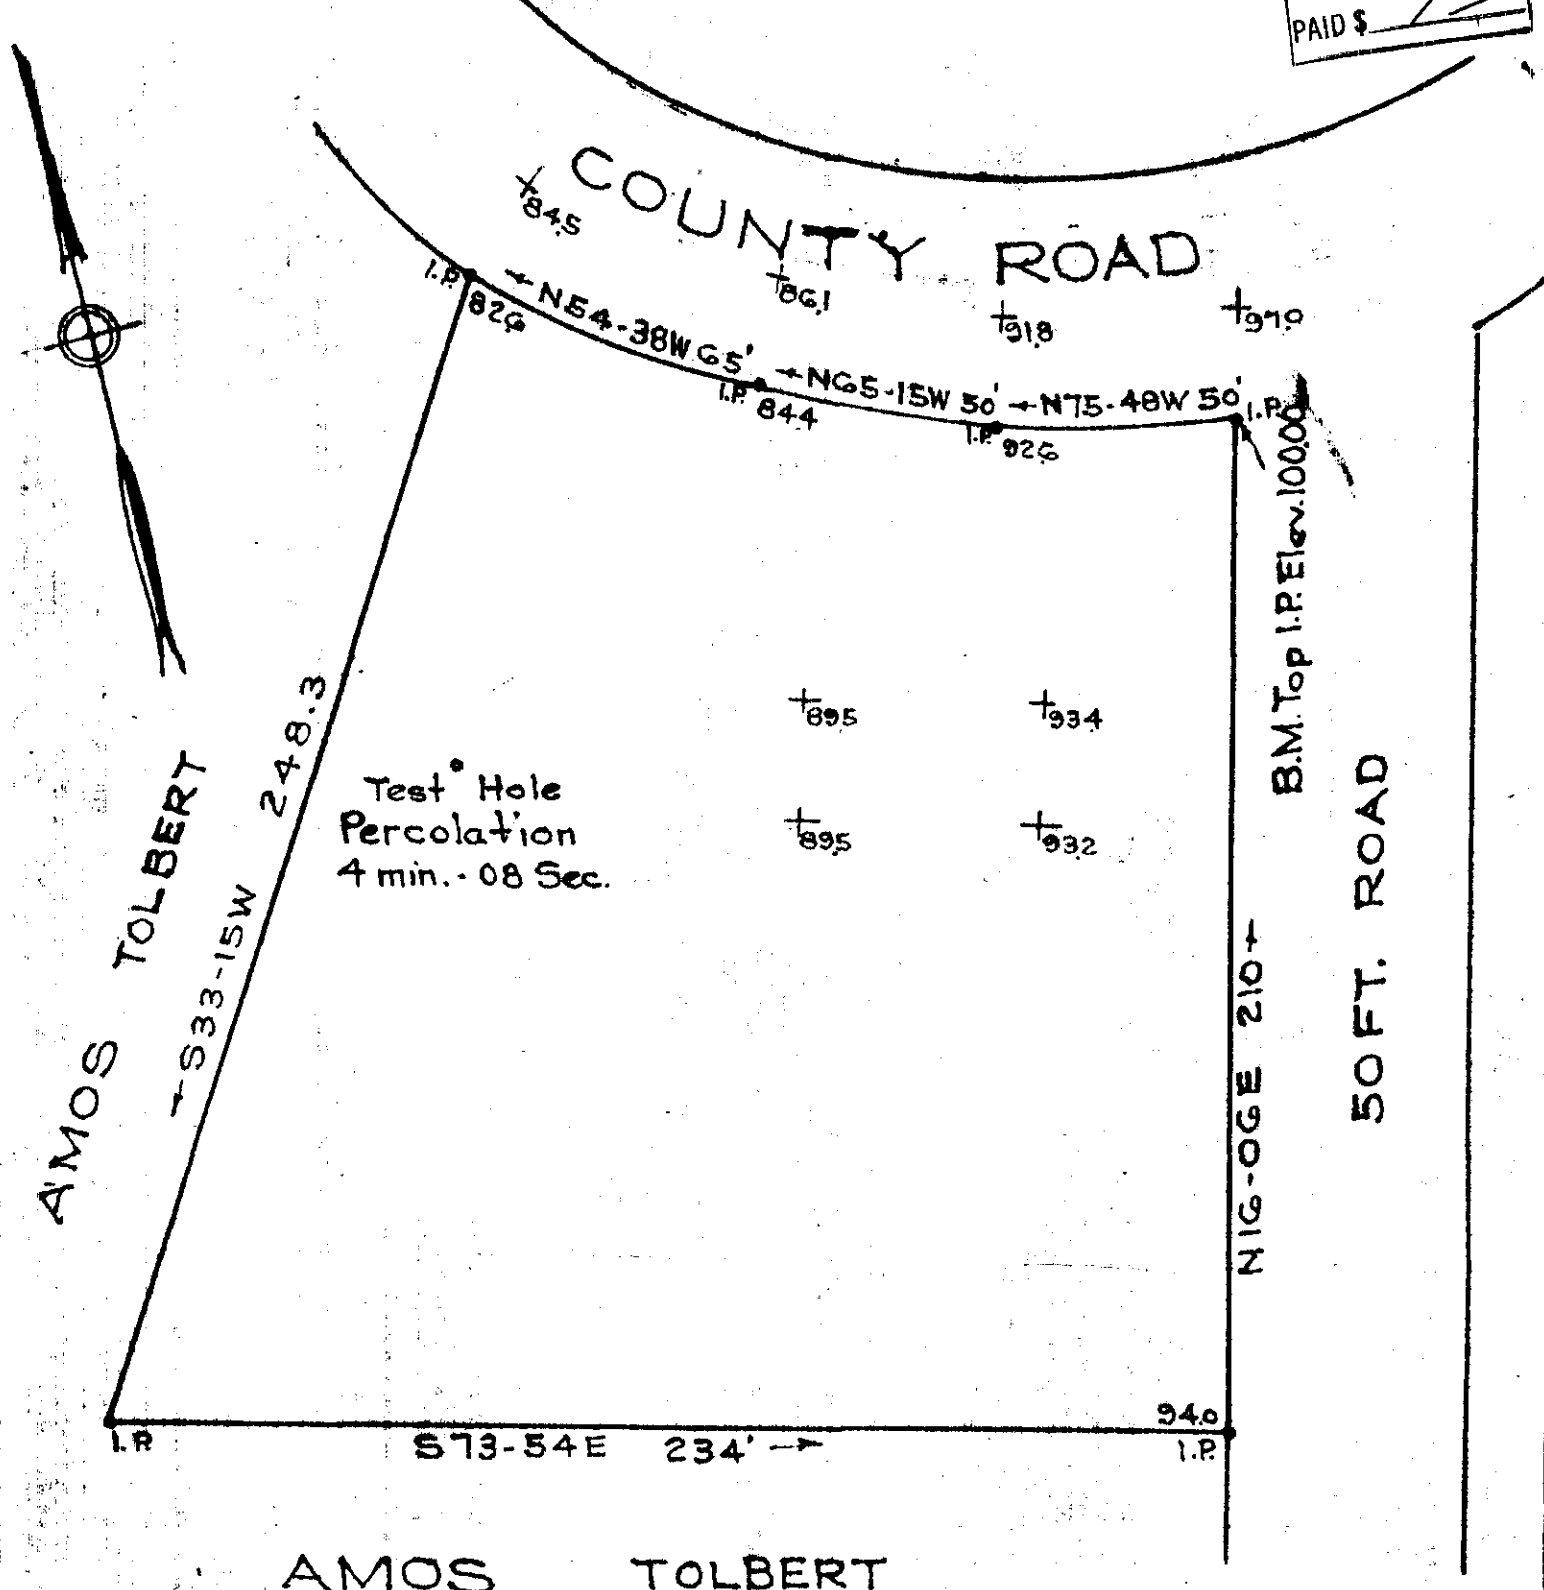 PAID $
COUNTY ROAD
84.5
86.1
91.8
97.0
I.P.
82.6
N54-38W 65'
N65-15W 50'
N75-48W 50'
I.P.
84.4
I.P.
92.6
I.P.
B.M. Top I.P. Elev. 100.00
248.3
S33-15W
AMOS TOLBERT
89.5
93.4
Test Hole
Percolation
4 min.-08 Sec.
89.5
93.2
N16-06E 210
50FT. ROAD
94.0
I.P.
S73-54E 234'
I.P.
AMOS TOLBERT